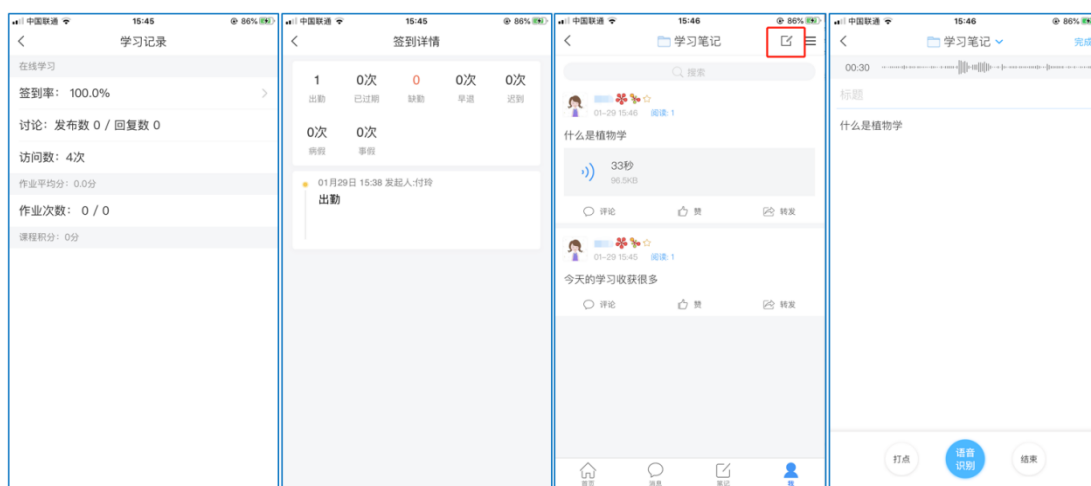 中国联通 15:45 86%
学习记录
在线学习
签到率： 100.0%
讨论：发布数 0 / 回复数 0
访问数：4次
作业平均分：0.0分
作业次数： 0 / 0
课程积分：0分
中国联通 15:45 86%
签到详情
1 0次 0 0次 0次
出勤 已过期 缺勤 早退 迟到
0次 0次
病假 事假
01月29日 15:38 发起人:付玲
出勤
中国联通 15:46 86%
学习笔记
搜索
01-29 15:46 阅读: 1
什么是植物学
33秒
98.5KB
评论 赞 转发
01-29 15:45 阅读: 1
今天的学习收获很多
评论 赞 转发
首页 消息 笔记 我
中国联通 15:46 86%
学习笔记 完成
00:30
标题
什么是植物学
打点 语音 结束
识别